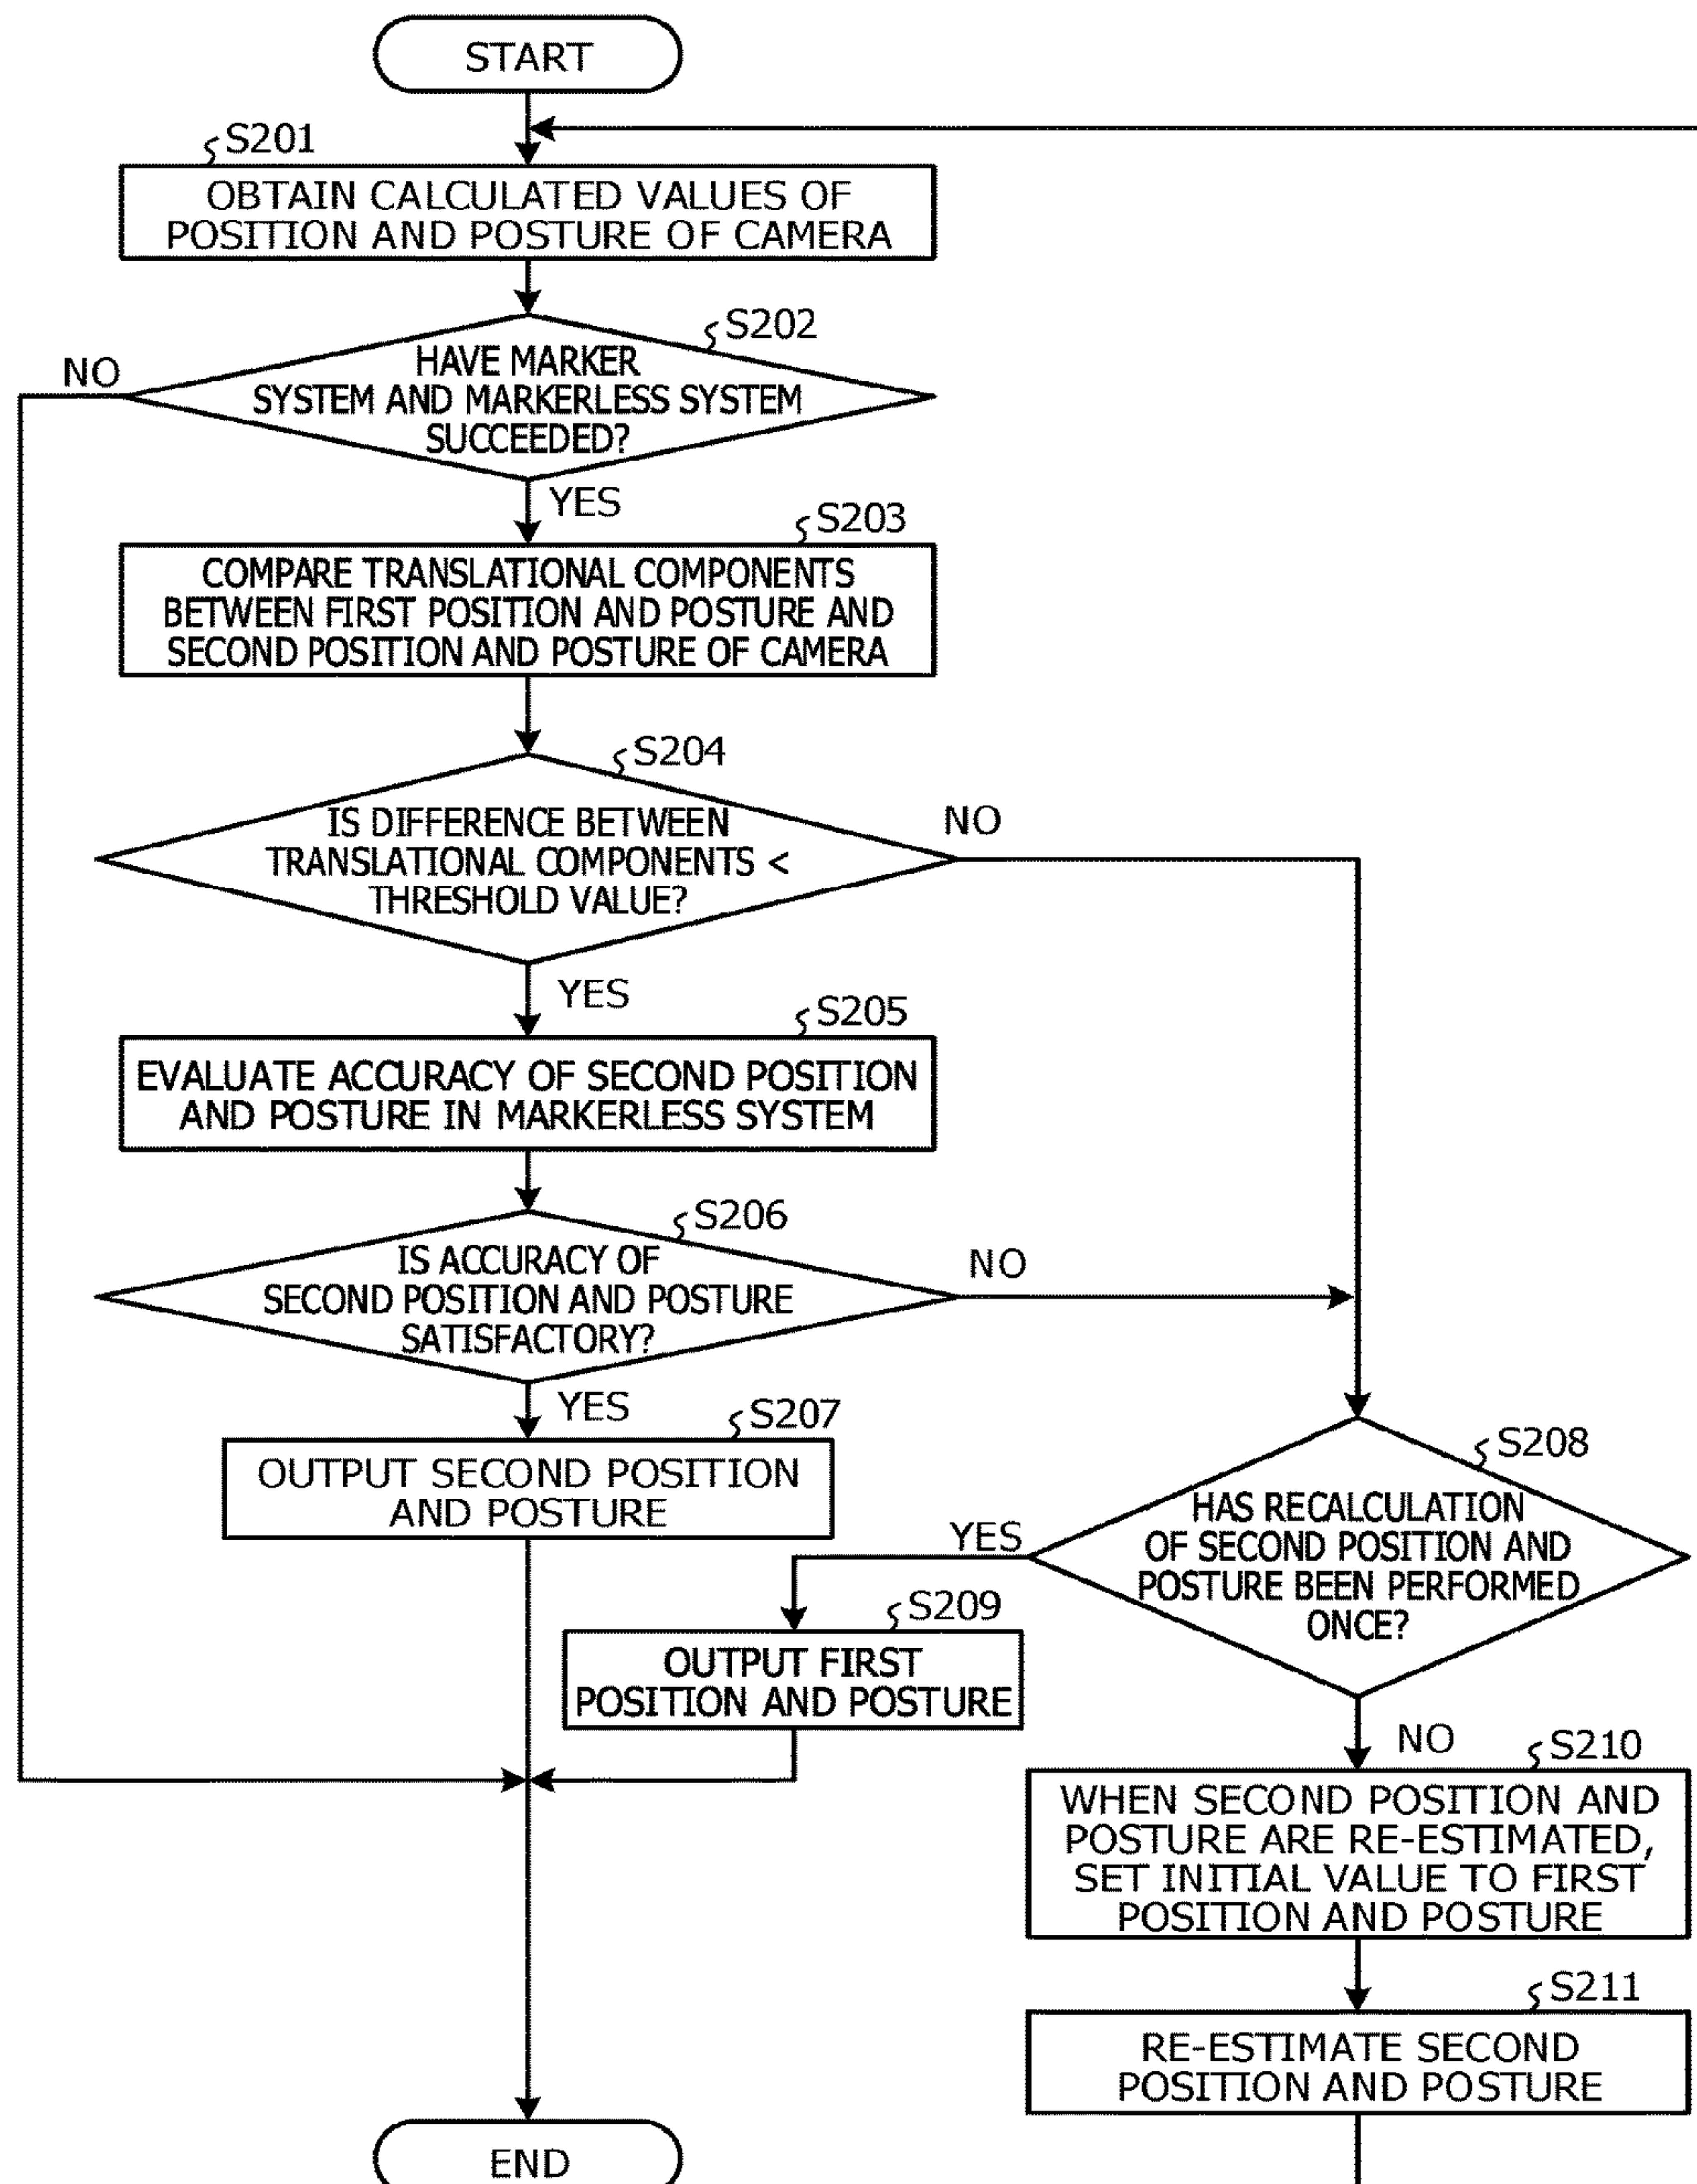 START
S201
OBTAIN CALCULATED VALUES OF
POSITION AND POSTURE OF CAMERA
S202
NO
HAVE MARKER
SYSTEM AND MARKERLESS SYSTEM
SUCCEEDED?
YES
S203
COMPARE TRANSLATIONAL COMPONENTS
BETWEEN FIRST POSITION AND POSTURE AND
SECOND POSITION AND POSTURE OF CAMERA
S204
NO
IS DIFFERENCE BETWEEN
TRANSLATIONAL COMPONENTS <
THRESHOLD VALUE?
YES
S205
EVALUATE ACCURACY OF SECOND POSITION
AND POSTURE IN MARKERLESS SYSTEM
S206
NO
IS ACCURACY OF
SECOND POSITION AND POSTURE
SATISFACTORY?
YES
S207
OUTPUT SECOND POSITION
AND POSTURE
S208
HAS RECALCULATION
OF SECOND POSITION AND
POSTURE BEEN PERFORMED
ONCE?
YES
S209
OUTPUT FIRST
POSITION AND POSTURE
NO
S210
WHEN SECOND POSITION AND
POSTURE ARE RE-ESTIMATED,
SET INITIAL VALUE TO FIRST
POSITION AND POSTURE
S211
RE-ESTIMATE SECOND
POSITION AND POSTURE
END